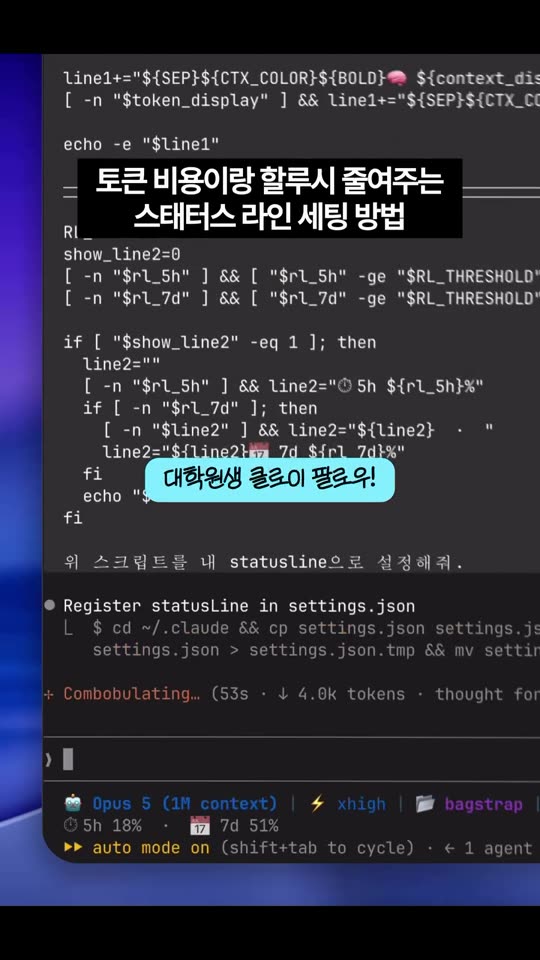 line1+="${SEP}${CTX_COLOR}${BOLD}🧠 ${context_dis
[ -n "$token_display" ] && line1+="${SEP}${CTX_CO
echo -e "$line1"
토큰 비용이랑 할루시 줄여주는
스태터스 라인 세팅 방법
show_line2=0
[ -n "$rl_5h" ] && [ "$rl_5h" -ge "$RL_THRESHOLD"
[ -n "$rl_7d" ] && [ "$rl_7d" -ge "$RL_THRESHOLD"
if [ "$show_line2" -eq 1 ]; then
line2=""
[ -n "$rl_5h" ] && line2="⏱ 5h ${rl_5h}%"
if [ -n "$rl_7d" ]; then
[ -n "$line2" ] && line2="${line2}  ·  "
line2="${line2}📅 7d ${rl_7d}%"
fi
대학원생 클로이 팔로우!
echo "$
fi
위 스크립트를 내 statusline으로 설정해줘.
● Register statusLine in settings.json
$ cd ~/.claude && cp settings.json settings.js
settings.json > settings.json.tmp && mv settin
Combobulating… (53s · ↓ 4.0k tokens · thought for
❯
🤖 Opus 5 (1M context) | ⚡ xhigh | 📂 bagstrap |
⏱ 5h 18% · 📅 7d 51%
⏵⏵ auto mode on (shift+tab to cycle) · ← 1 agent